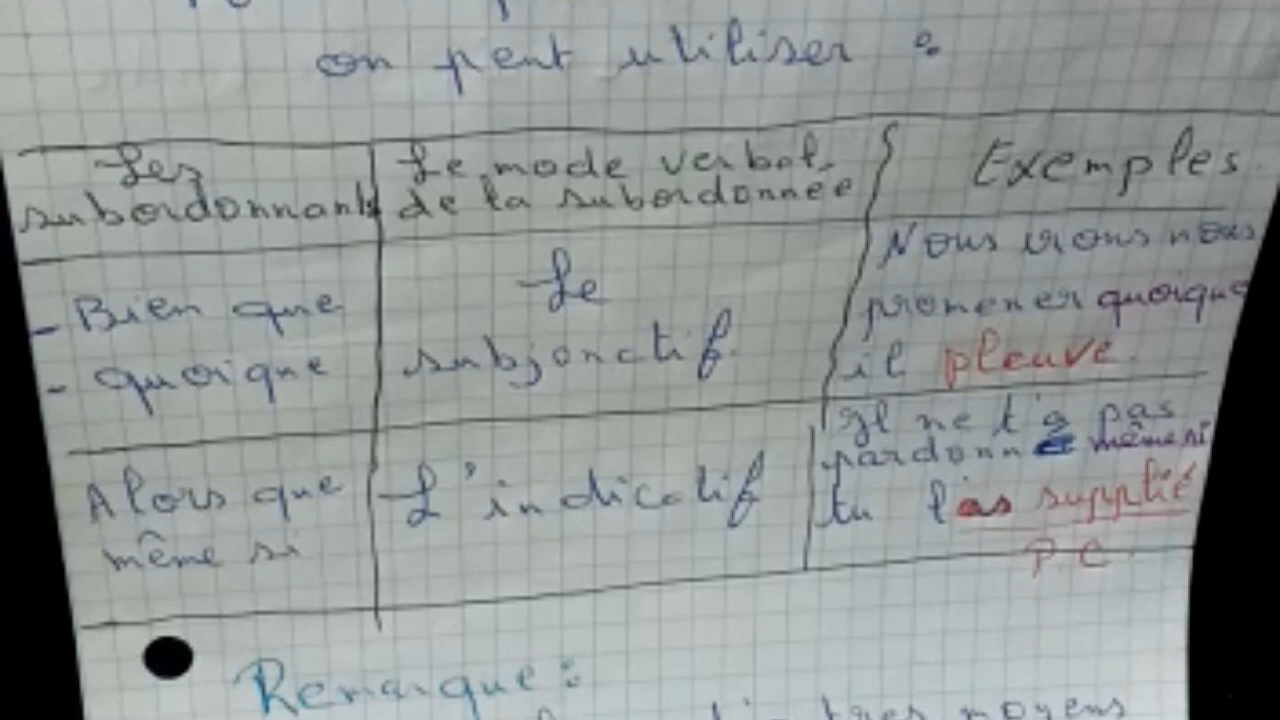 on peut utiliser :
Les subordonnants
Le mode verbal de la subordonnée
Exemples
- Bien que
- quoique
Le
subjonctif
Nous irons nous
promener quoique
il pleuve.
Alors que
même si
L'indicatif
Il ne t'a pas
pardonné même si
tu l'as supplié
P.C
Remarque :
moyens